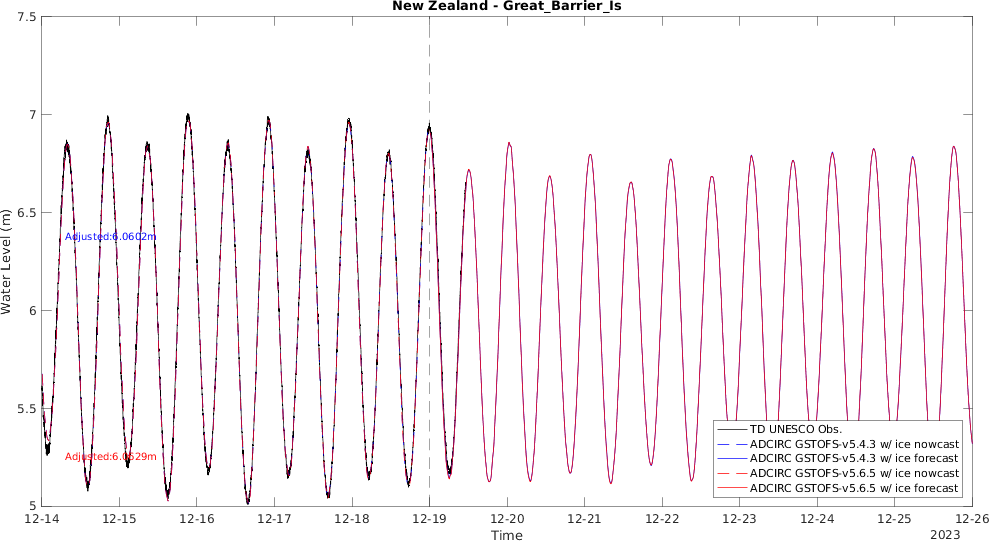 New Zealand - Great_Barrier_Is
7.5
7
6.5
6
5.5
5
Water Level (m)
Adjusted:6.0602m
Adjusted:6.0629m
TD UNESCO Obs.
ADCIRC GSTOFS-v5.4.3 w/ ice nowcast
ADCIRC GSTOFS-v5.4.3 w/ ice forecast
ADCIRC GSTOFS-v5.6.5 w/ ice nowcast
ADCIRC GSTOFS-v5.6.5 w/ ice forecast
12-14 12-15 12-16 12-17 12-18 12-19 12-20 12-21 12-22 12-23 12-24 12-25 12-26
Time
2023